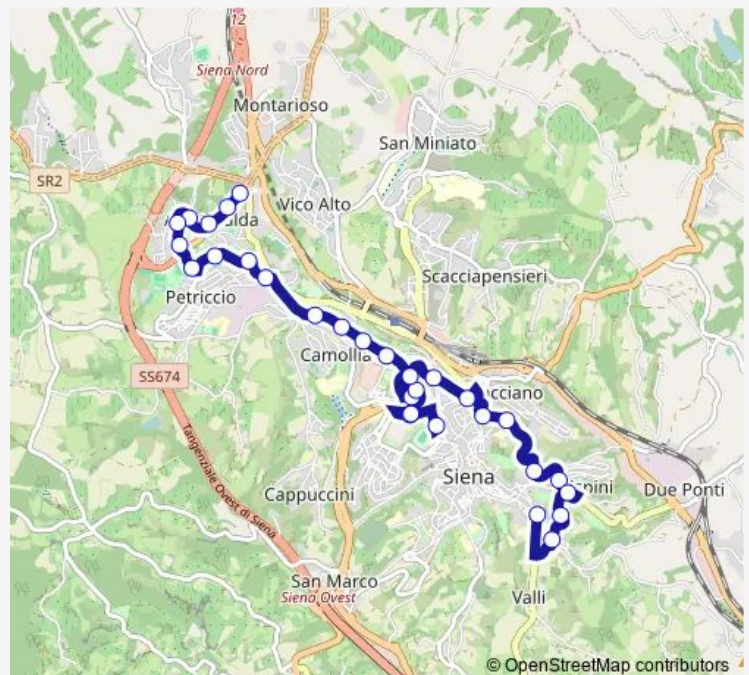 12
Siena Nord
Montarioso
San Miniato
SR2
Vico Alto
Scacciapensieri
Petriccio
Camollia
SS674
Tangenziale Ovest di Siena
Siena
Cappuccini
Due Ponti
San Marco
Siena Ovest
Valli
© OpenStreetMap contributors